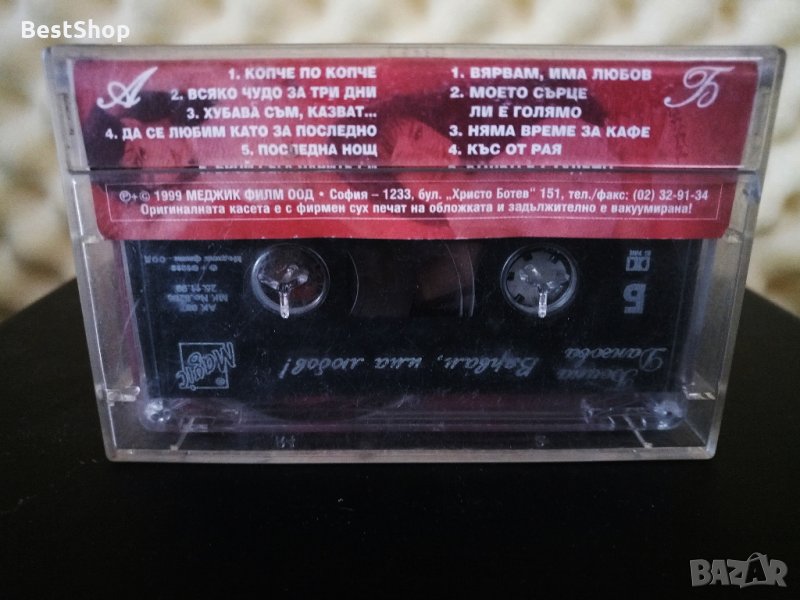 BestShop
А
1. КОПЧЕ ПО КОПЧЕ
2. ВСЯКО ЧУДО ЗА ТРИ ДНИ
3. ХУБАВА СЪМ, КАЗВАТ...
4. ДА СЕ ЛЮБИМ КАТО ЗА ПОСЛЕДНО
5. ПОСЛЕДНА НОЩ
Б
1. ВЯРВАМ, ИМА ЛЮБОВ
2. МОЕТО СЪРЦЕ
ЛИ Е ГОЛЯМО
3. НЯМА ВРЕМЕ ЗА КАФЕ
4. КЪС ОТ РАЯ
℗+© 1999 МЕДЖИК ФИЛМ ООД • София - 1233, бул. „Христо Ботев" 151, тел./факс: (02) 32-91-34
Оригиналната касета е с фирмен сух печат на обложката и задължително е вакуумирана!
Б
Magic
Вярвам, има любов!
BAZAR